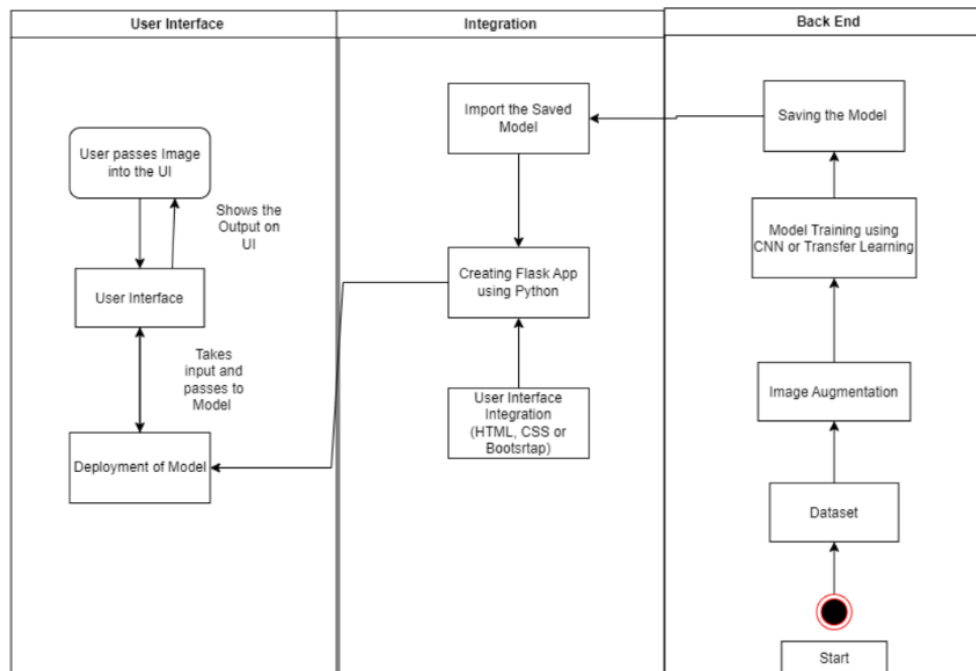 User Interface
Integration
Back End
User passes Image
into the UI
Shows the
Output on
UI
User Interface
Takes
input and
passes to
Model
Deployment of Model
Import the Saved
Model
Creating Flask App
using Python
User Interface
Integration
(HTML, CSS or
Bootsrtap)
Saving the Model
Model Training using
CNN or Transfer Learning
Image Augmentation
Dataset
Start